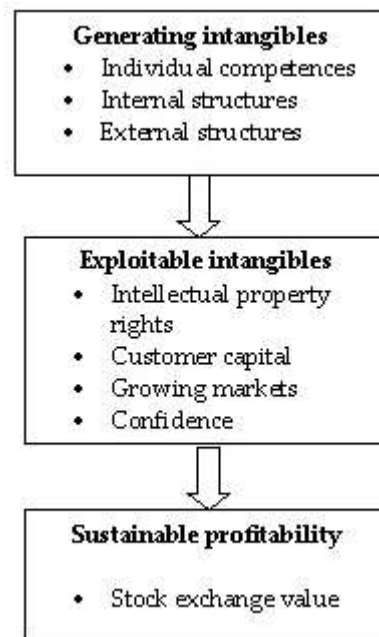 Generating intangibles
• Individual competences
• Internal structures
• External structures
Exploitable intangibles
• Intellectual property
rights
• Customer capital
• Growing markets
• Confidence
Sustainable profitability
• Stock exchange value